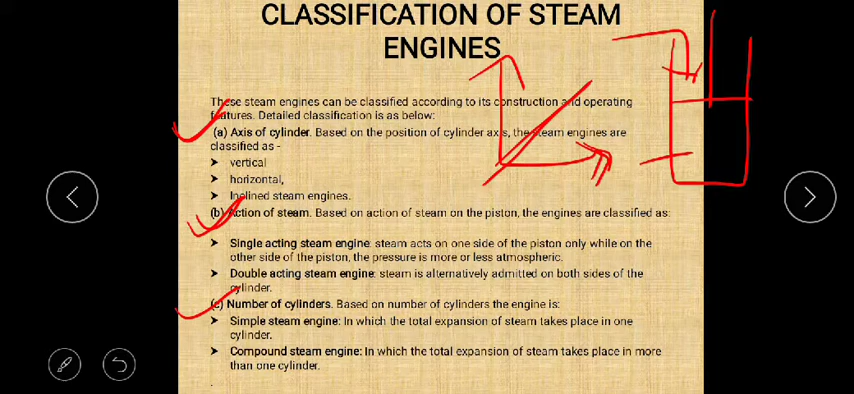 CLASSIFICATION OF STEAM
ENGINES
These steam engines can be classified according to its construction and operating
features. Detailed classification is as below:
(a) Axis of cylinder. Based on the position of cylinder axis, the steam engines are
classified as -
vertical
horizontal,
Inclined steam engines.
(b) Action of steam. Based on action of steam on the piston, the engines are classified as:
Single acting steam engine: steam acts on one side of the piston only while on the
other side of the piston, the pressure is more or less atmospheric.
Double acting steam engine: steam is alternatively admitted on both sides of the
cylinder.
(c) Number of cylinders. Based on number of cylinders the engine is:
Simple steam engine: In which the total expansion of steam takes place in one
cylinder.
Compound steam engine: In which the total expansion of steam takes place in more
than one cylinder.
.